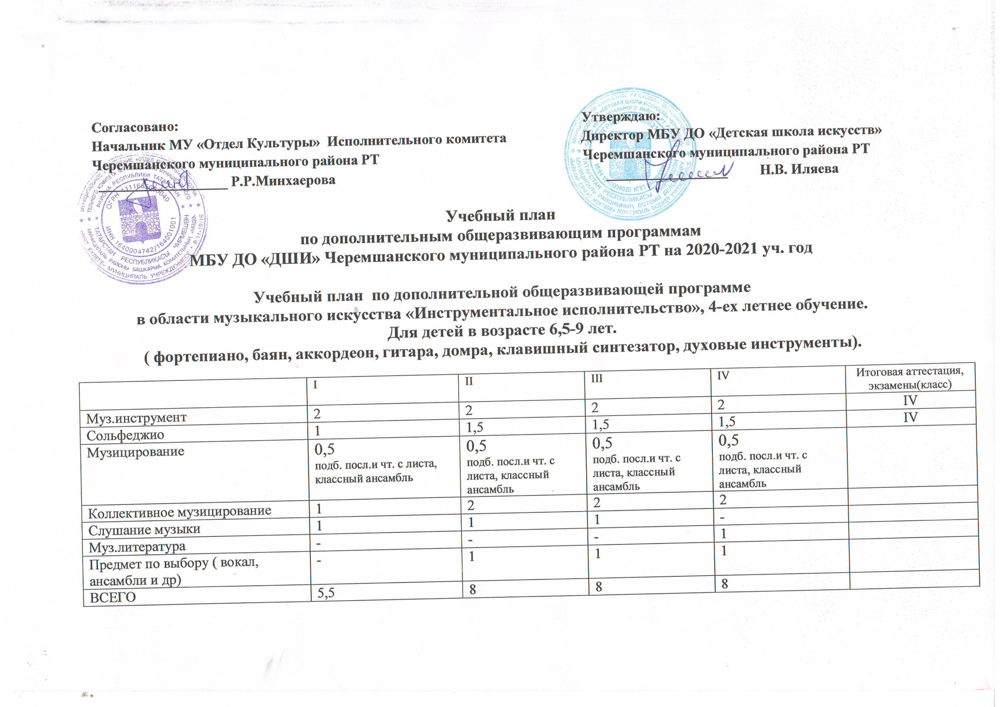 Согласовано:
Начальник МУ «Отдел Культуры» Исполнительного комитета
Черемшанского муниципального района РТ
Р.Р.Минхаерова
Утверждаю:
Директор МБУ ДО «Детская школа искусств»
Черемшанского муниципального района РТ
Н.В. Иляева
ИНН 1640004742/164001001
Учебный план
по дополнительным общеразвивающим программам
МБУ ДО «ДШИ» Черемшанского муниципального района РТ на 2020-2021 уч. год
Учебный план по дополнительной общеразвивающей программе
в области музыкального искусства «Инструментальное исполнительство», 4-ех летнее обучение.
Для детей в возрасте 6,5-9 лет.
( фортепиано, баян, аккордеон, гитара, домра, клавишный синтезатор, духовые инструменты).
I II III IV Итоговая аттестация,
экзамены(класс)
Муз.инструмент 2 2 2 2 IV
Сольфеджио 1 1,5 1,5 1,5 IV
Музицирование 0,5 0,5 0,5 0,5
подб. посл.и чт. с листа, подб. посл.и чт. с подб. посл.и чт. с подб. посл.и чт. с
классный ансамбль листа, классный листа, классный листа, классный
ансамбль ансамбль ансамбль
Коллективное музицирование 1 2 2 2
Слушание музыки 1 1 1 -
Муз.литература - - - 1
Предмет по выбору ( вокал, - 1 1 1
ансамбли и др)
ВСЕГО 5,5 8 8 8